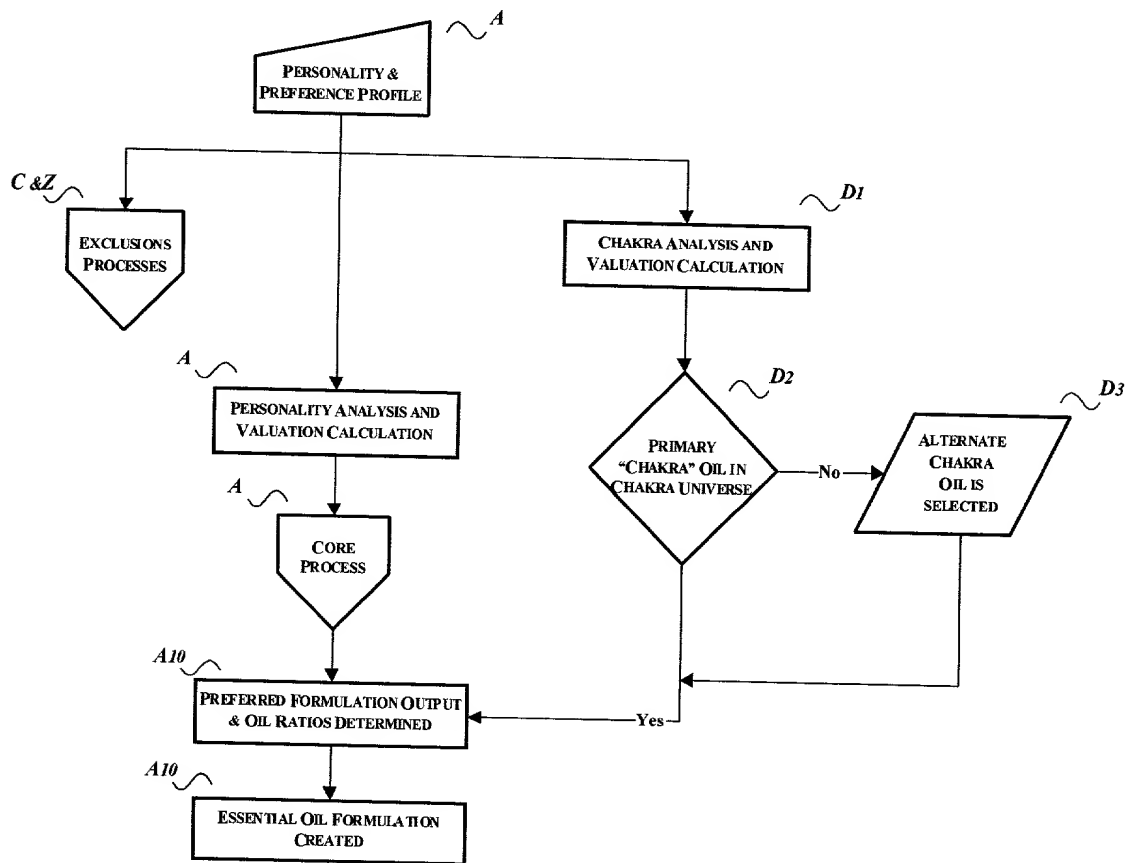 A
PERSONALITY &
PREFERENCE PROFILE
C &Z
EXCLUSIONS
PROCESSES
D1
CHAKRA ANALYSIS AND
VALUATION CALCULATION
A
PERSONALITY ANALYSIS AND
VALUATION CALCULATION
D2
PRIMARY
“CHAKRA” OIL IN
CHAKRA UNIVERSE
No
D3
ALTERNATE
CHAKRA
OIL IS
SELECTED
A
CORE
PROCESS
A10
PREFERRED FORMULATION OUTPUT
& OIL RATIOS DETERMINED
Yes
A10
ESSENTIAL OIL FORMULATION
CREATED